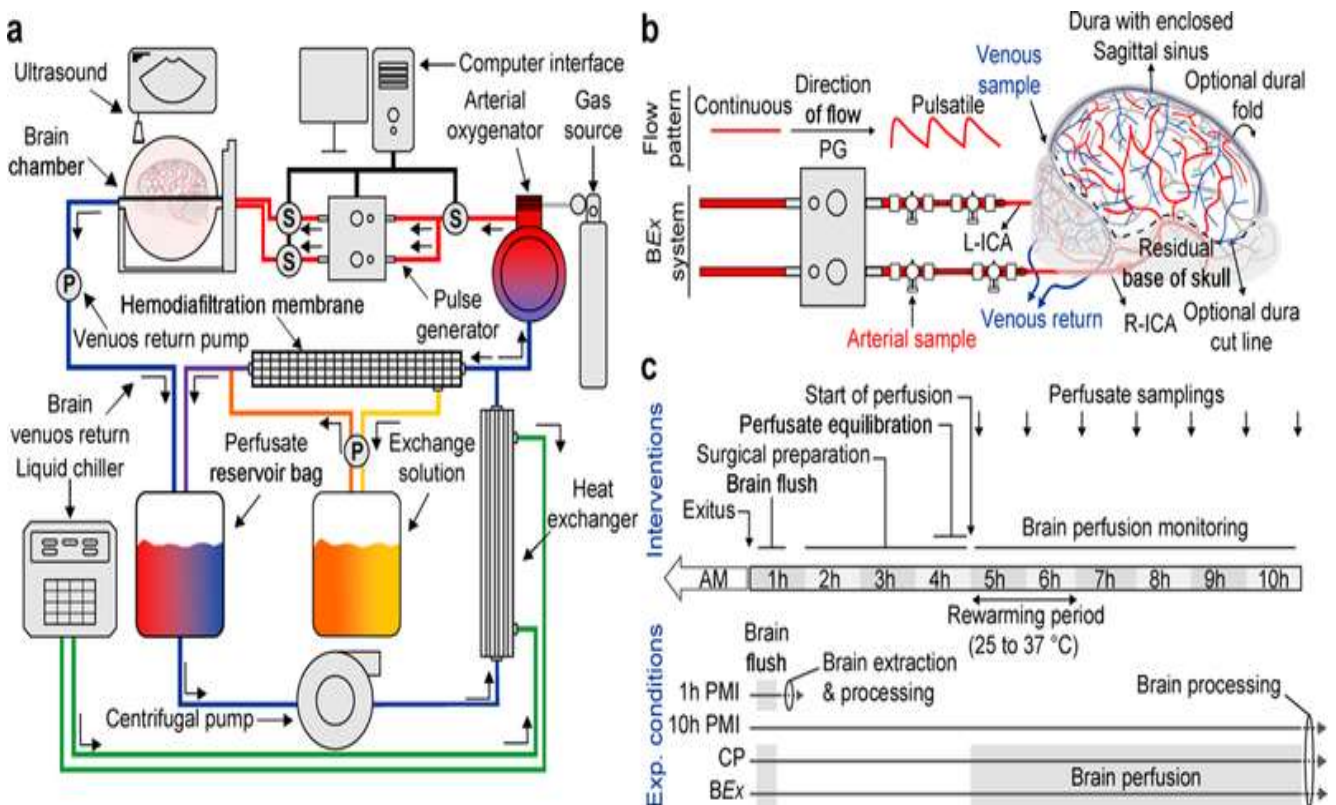 a
Ultrasound
Brain
chamber
Computer interface
Arterial
oxygenator
Gas
source
S
S
S
S
P
Venuos return pump
Hemodiafiltration membrane
Pulse
generator
Brain
venuos return
Liquid chiller
Perfusate
reservoir bag
P
Exchange
solution
Heat
exchanger
Centrifugal pump
b
Flow
pattern
BEx
system
Continuous
Direction
of flow
Pulsatile
PG
Venous
sample
Dura with enclosed
Sagittal sinus
Optional dural
fold
L-ICA
Residual
base of skull
Arterial sample
Venous return
R-ICA
Optional dura
cut line
c
Interventions
Start of perfusion
Perfusate samplings
Perfusate equilibration
Surgical preparation
Brain flush
Exitus
Brain perfusion monitoring
AM 1h 2h 3h 4h 5h 6h 7h 8h 9h 10h
Rewarming period
(25 to 37 °C)
Exp. conditions
Brain
flush
Brain extraction
& processing
Brain processing
1h PMI
10h PMI
CP
BEx
Brain perfusion